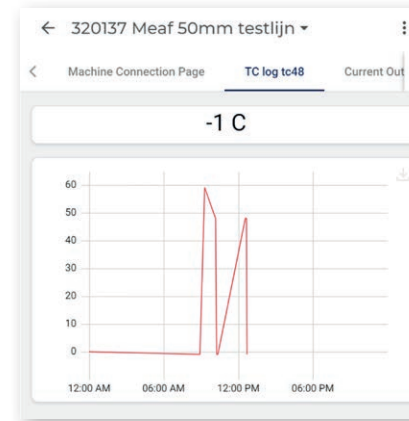 320137 Meaf 50mm testlijn
Machine Connection Page TC log tc48 Current Out
-1 C
60
50
40
30
20
10
0
12:00 AM 06:00 AM 12:00 PM 06:00 PM